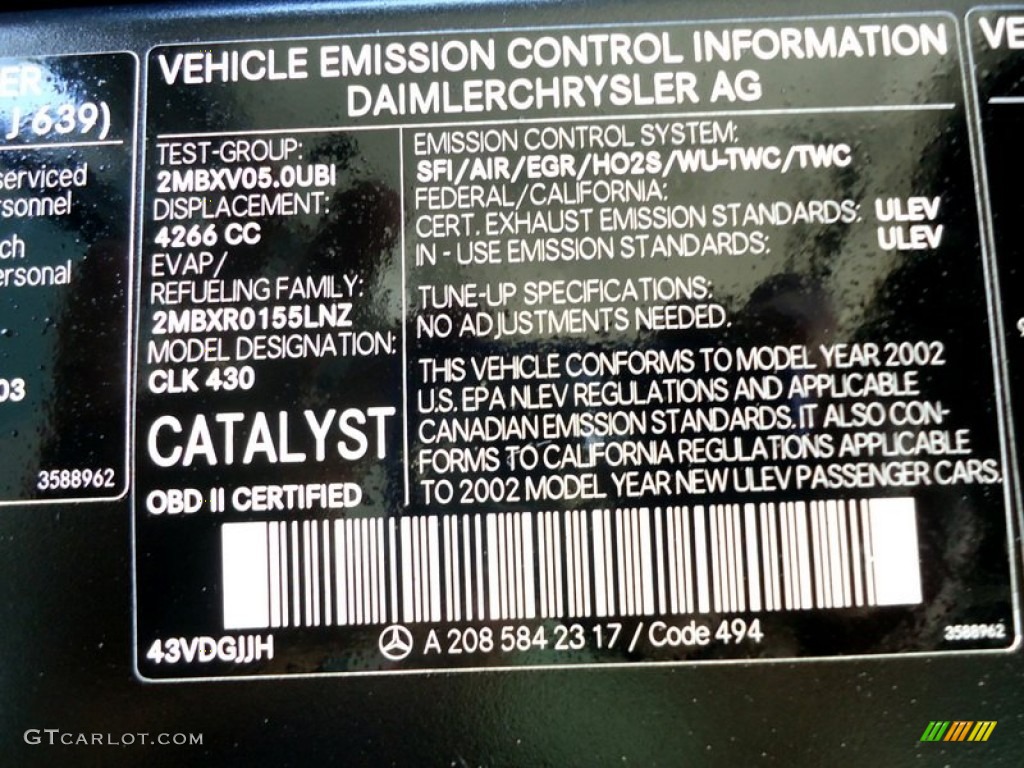 ER
J 639)
serviced
rsonnel
ch
ersonal
03
3588962
VEHICLE EMISSION CONTROL INFORMATION
DAIMLERCHRYSLER AG
TEST-GROUP:
2MBXV05.0UBI
DISPLACEMENT:
4266 CC
EVAP/
REFUELING FAMILY:
2MBXR0155LNZ
MODEL DESIGNATION:
CLK 430
CATALYST
OBD II CERTIFIED
EMISSION CONTROL SYSTEM:
SFI/AIR/EGR/HO2S/WU-TWC/TWC
FEDERAL/CALIFORNIA:
CERT. EXHAUST EMISSION STANDARDS: ULEV
IN - USE EMISSION STANDARDS: ULEV
TUNE-UP SPECIFICATIONS:
NO ADJUSTMENTS NEEDED.
THIS VEHICLE CONFORMS TO MODEL YEAR 2002
U.S. EPA NLEV REGULATIONS AND APPLICABLE
CANADIAN EMISSION STANDARDS. IT ALSO CON-
FORMS TO CALIFORNIA REGULATIONS APPLICABLE
TO 2002 MODEL YEAR NEW ULEV PASSENGER CARS.
43VDGJJH
A 208 584 23 17 / Code 494
3588962
VE
GTCARLOT.COM